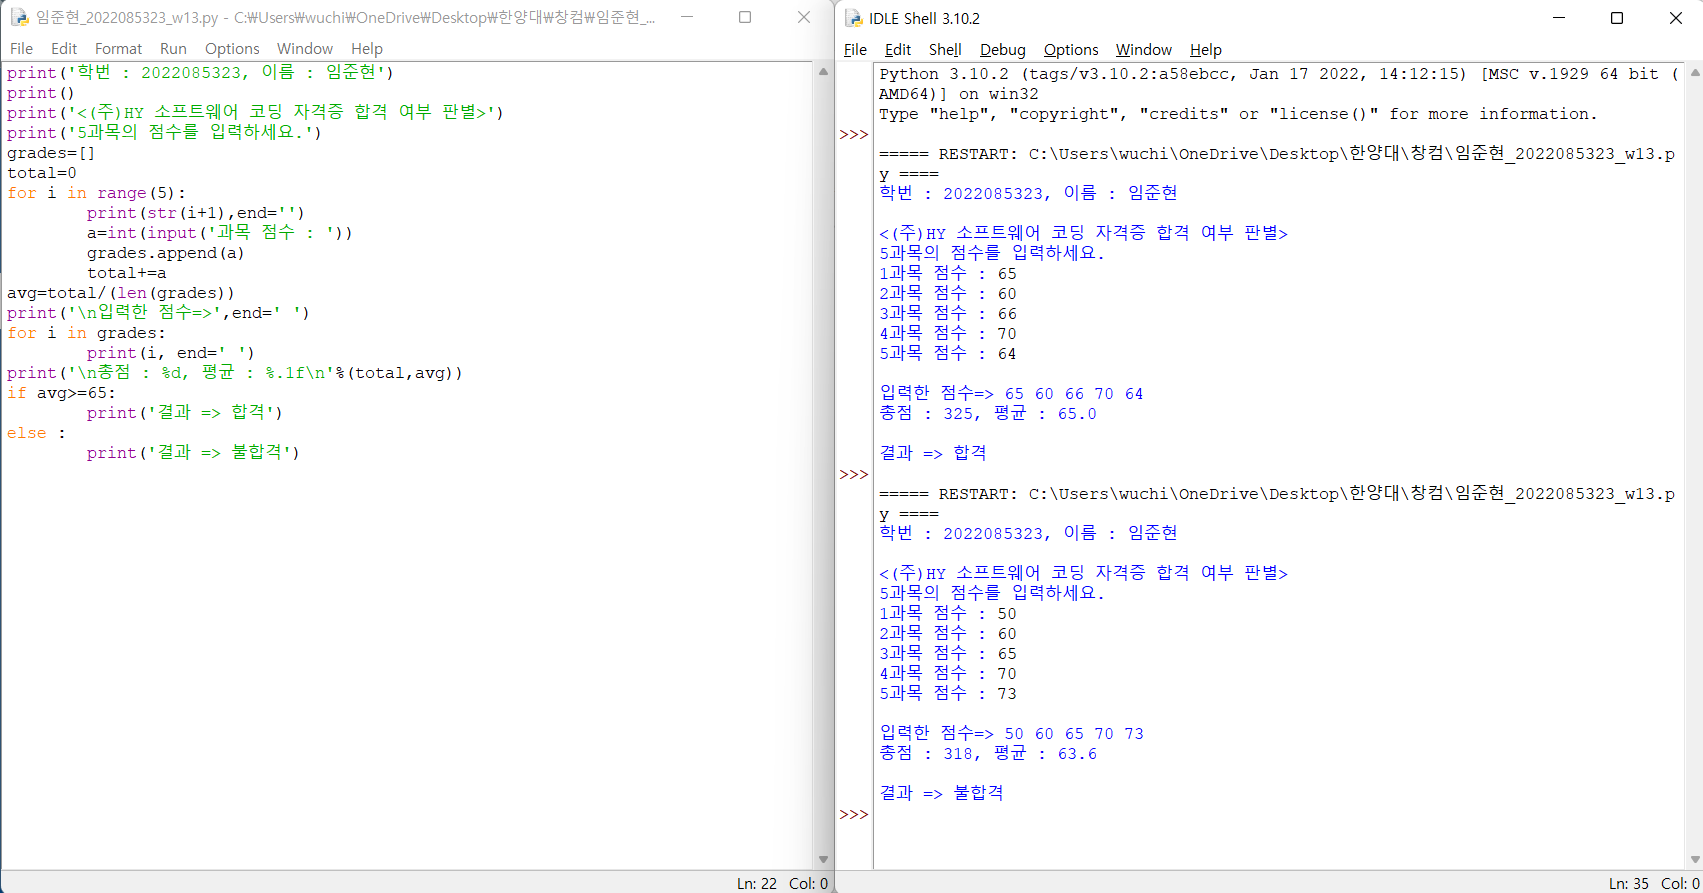 임준현_2022085323_w13.py - C:₩Users₩wuchi₩OneDrive₩Desktop₩한양대₩창컴₩임준현_2022085323_...
File Edit Format Run Options Window Help
print('학번 : 2022085323, 이름 : 임준현')
print()
print('<(주)HY 소프트웨어 코딩 자격증 합격 여부 판별>')
print('5과목의 점수를 입력하세요.')
grades=[]
total=0
for i in range(5):
        print(str(i+1),end='')
        a=int(input('과목 점수 : '))
        grades.append(a)
        total+=a
avg=total/(len(grades))
print('\n입력한 점수=>',end=' ')
for i in grades:
        print(i, end=' ')
print('\n총점 : %d, 평균 : %.1f\n'%(total,avg))
if avg>=65:
        print('결과 => 합격')
else :
        print('결과 => 불합격')
Ln: 22 Col: 0
IDLE Shell 3.10.2
File Edit Shell Debug Options Window Help
Python 3.10.2 (tags/v3.10.2:a58ebcc, Jan 17 2022, 14:12:15) [MSC v.1929 64 bit (
AMD64)] on win32
Type "help", "copyright", "credits" or "license()" for more information.
>>>
===== RESTART: C:\Users\wuchi\OneDrive\Desktop\한양대\창컴\임준현_2022085323_w13.p
y ====
학번 : 2022085323, 이름 : 임준현
<(주)HY 소프트웨어 코딩 자격증 합격 여부 판별>
5과목의 점수를 입력하세요.
1과목 점수 : 65
2과목 점수 : 60
3과목 점수 : 66
4과목 점수 : 70
5과목 점수 : 64
입력한 점수=> 65 60 66 70 64
총점 : 325, 평균 : 65.0
결과 => 합격
>>>
===== RESTART: C:\Users\wuchi\OneDrive\Desktop\한양대\창컴\임준현_2022085323_w13.p
y ====
학번 : 2022085323, 이름 : 임준현
<(주)HY 소프트웨어 코딩 자격증 합격 여부 판별>
5과목의 점수를 입력하세요.
1과목 점수 : 50
2과목 점수 : 60
3과목 점수 : 65
4과목 점수 : 70
5과목 점수 : 73
입력한 점수=> 50 60 65 70 73
총점 : 318, 평균 : 63.6
결과 => 불합격
>>>
Ln: 35 Col: 0